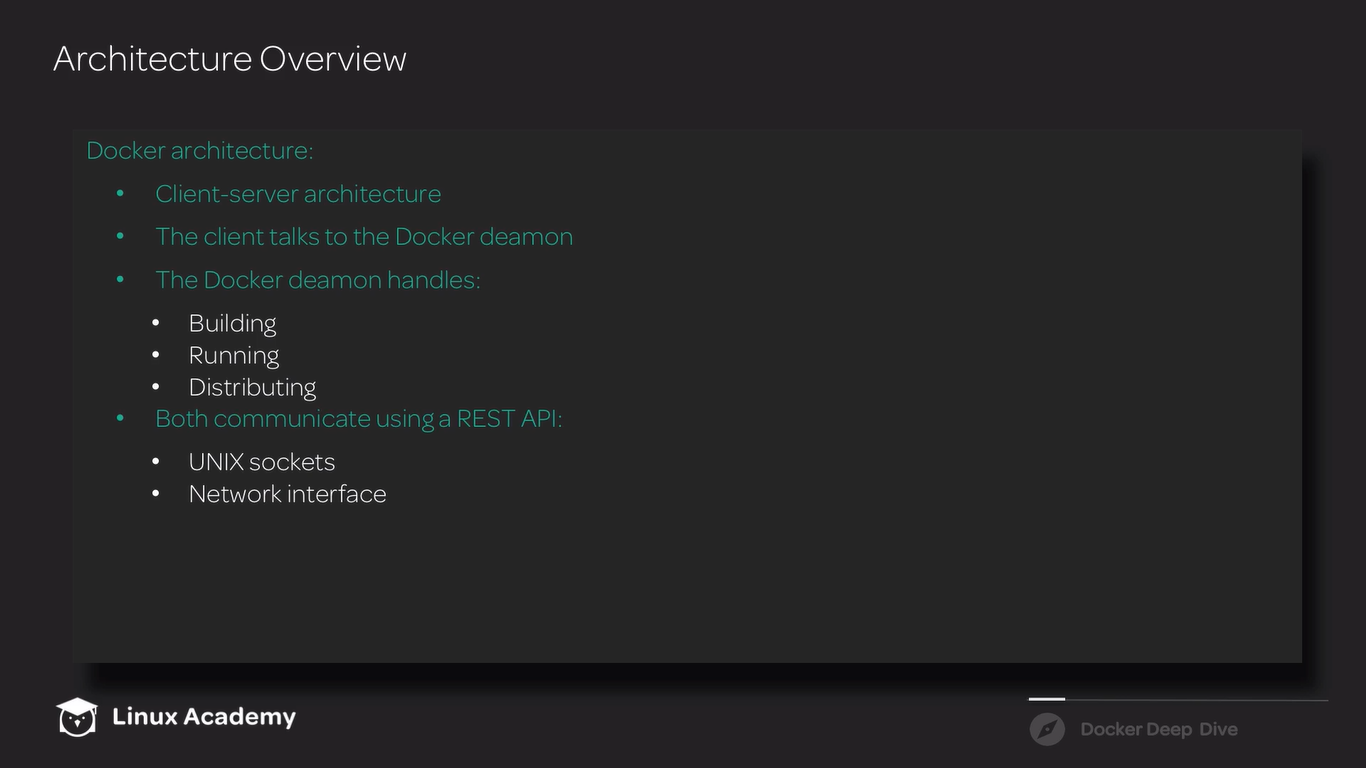 Architecture Overview
Docker architecture:
• Client-server architecture
• The client talks to the Docker deamon
• The Docker deamon handles:
• Building
• Running
• Distributing
• Both communicate using a REST API:
• UNIX sockets
• Network interface
Linux Academy
Docker Deep Dive